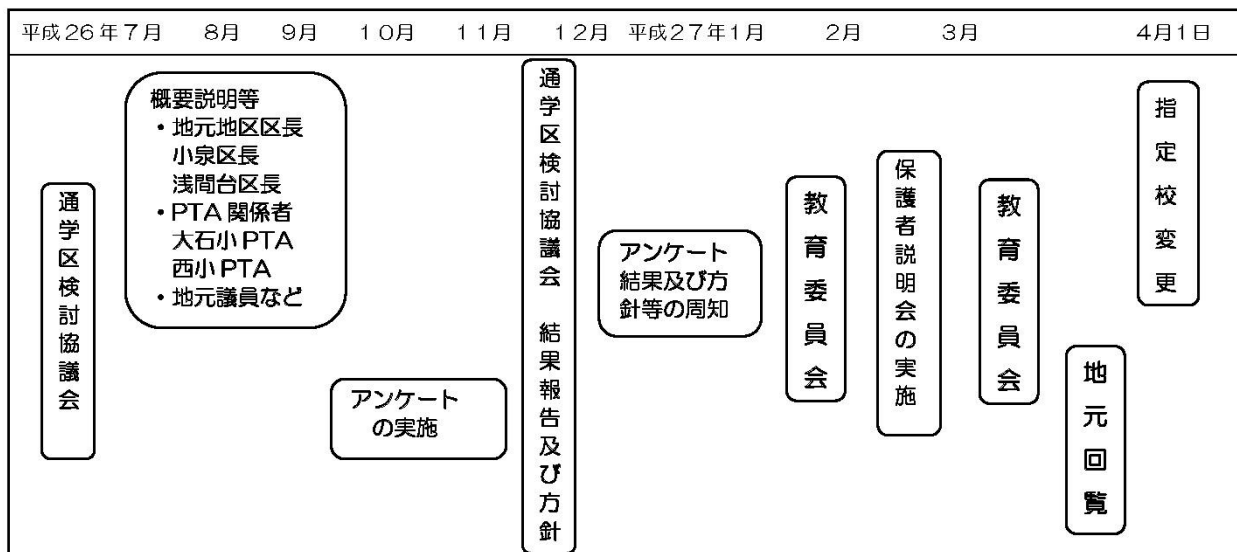 平成26年7月 8月 9月 10月 11月 12月 平成27年1月 2月 3月 4月1日
通学区検討協議会
概要説明等
・地元地区区長
小泉区長
浅間台区長
・PTA関係者
大石小PTA
西小PTA
・地元議員など
アンケート
の実施
通学区検討協議会 結果報告及び方針
アンケート
結果及び方
針等の周知
教育委員会
保護者説明会の実施
教育委員会
地元回覧
指定校変更